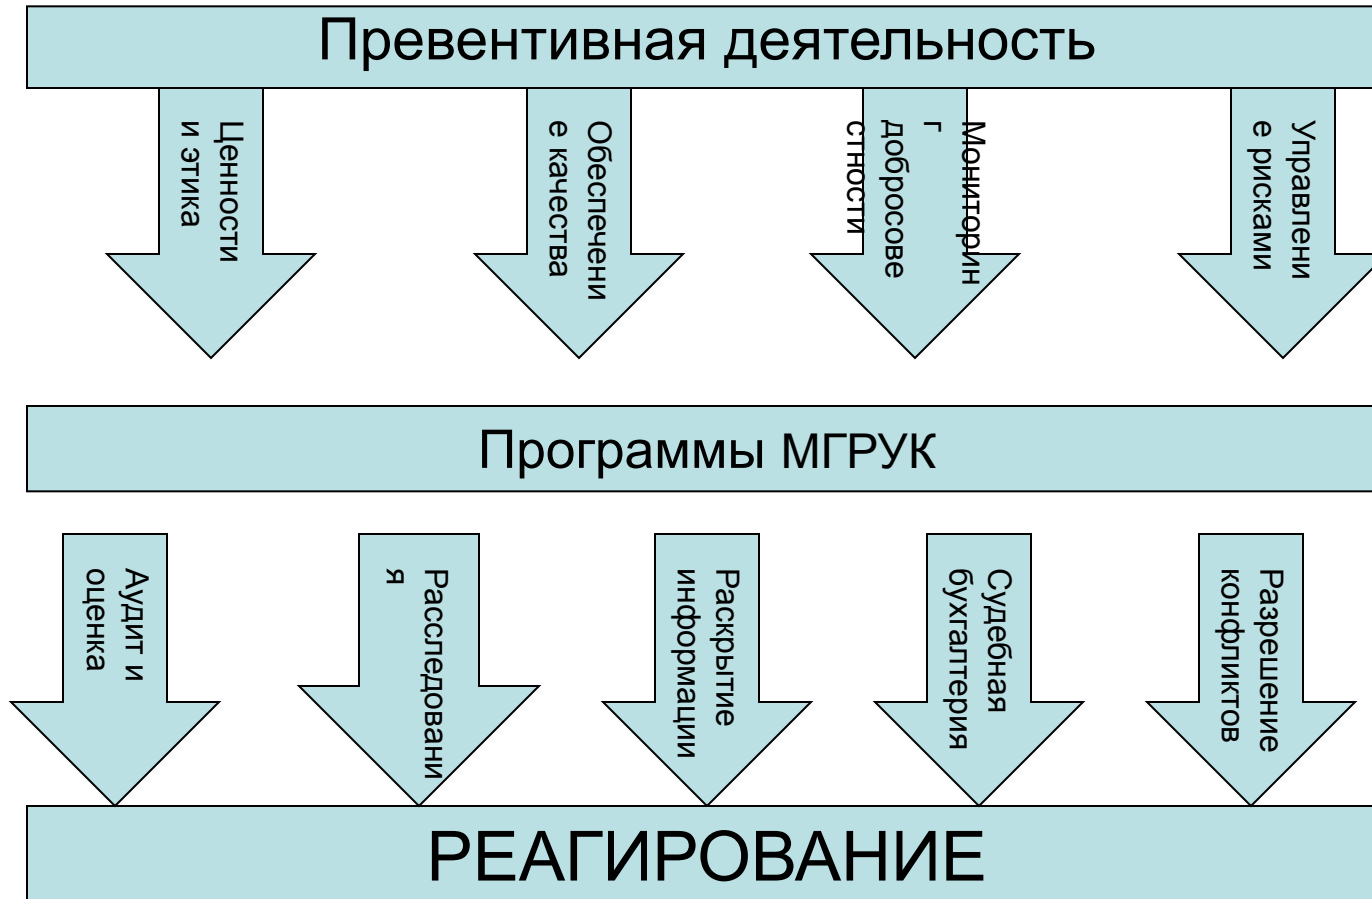 Превентивная деятельность
Ценности
и этика
Обеспечени
е качества
Мониторин
г
добросове
стности
Управлени
е рисками
Программы МГРУК
Аудит и
оценка
Расследовани
я
Раскрытие
информации
Судебная
бухгалтерия
Разрешение
конфликтов
РЕАГИРОВАНИЕ